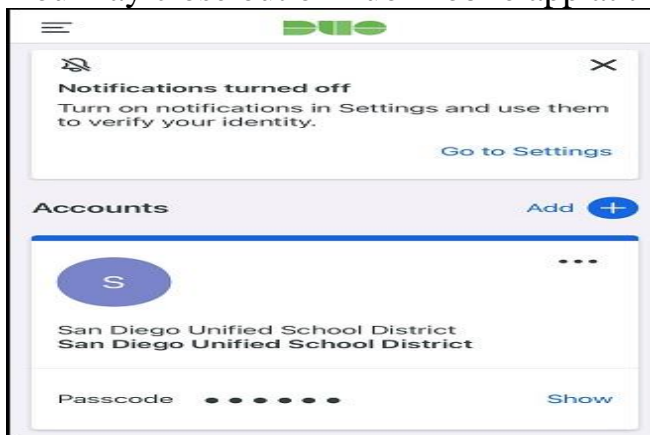 DUO
Notifications turned off
Turn on notifications in Settings and use them
to verify your identity.
Go to Settings
Accounts
Add
S
San Diego Unified School District
San Diego Unified School District
Passcode ● ● ● ● ● ●
Show